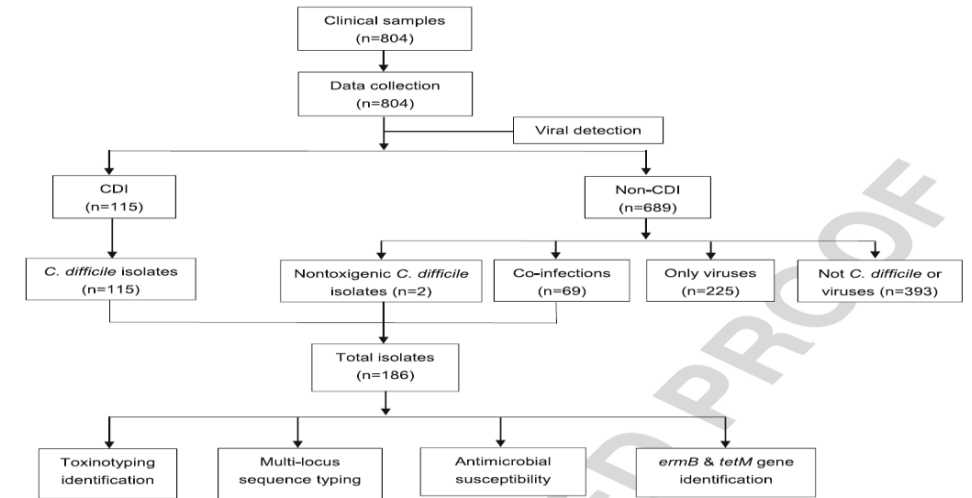 Clinical samples
(n=804)
Data collection
(n=804)
Viral detection
CDI
(n=115)
Non-CDI
(n=689)
C. difficile isolates
(n=115)
Nontoxigenic C. difficile
isolates (n=2)
Co-infections
(n=69)
Only viruses
(n=225)
Not C. difficile or
viruses (n=393)
Total isolates
(n=186)
Toxinotyping
identification
Multi-locus
sequence typing
Antimicrobial
susceptibility
ermB & tetM gene
identification
ED PROOF